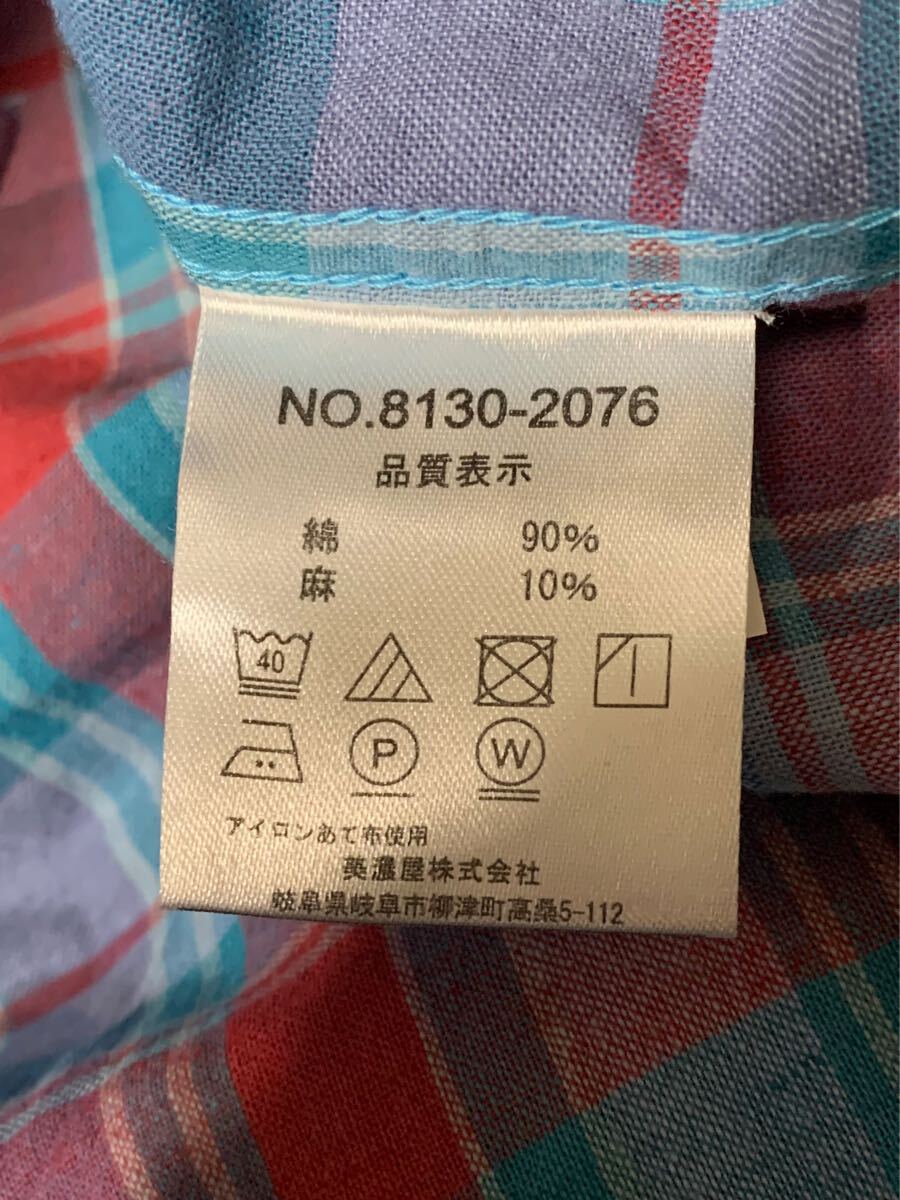 NO.8130-2076
品質表示
綿 90%
麻 10%
40
P W
アイロンあて布使用
美濃屋株式会社
岐阜県岐阜市柳津町高桑5-112